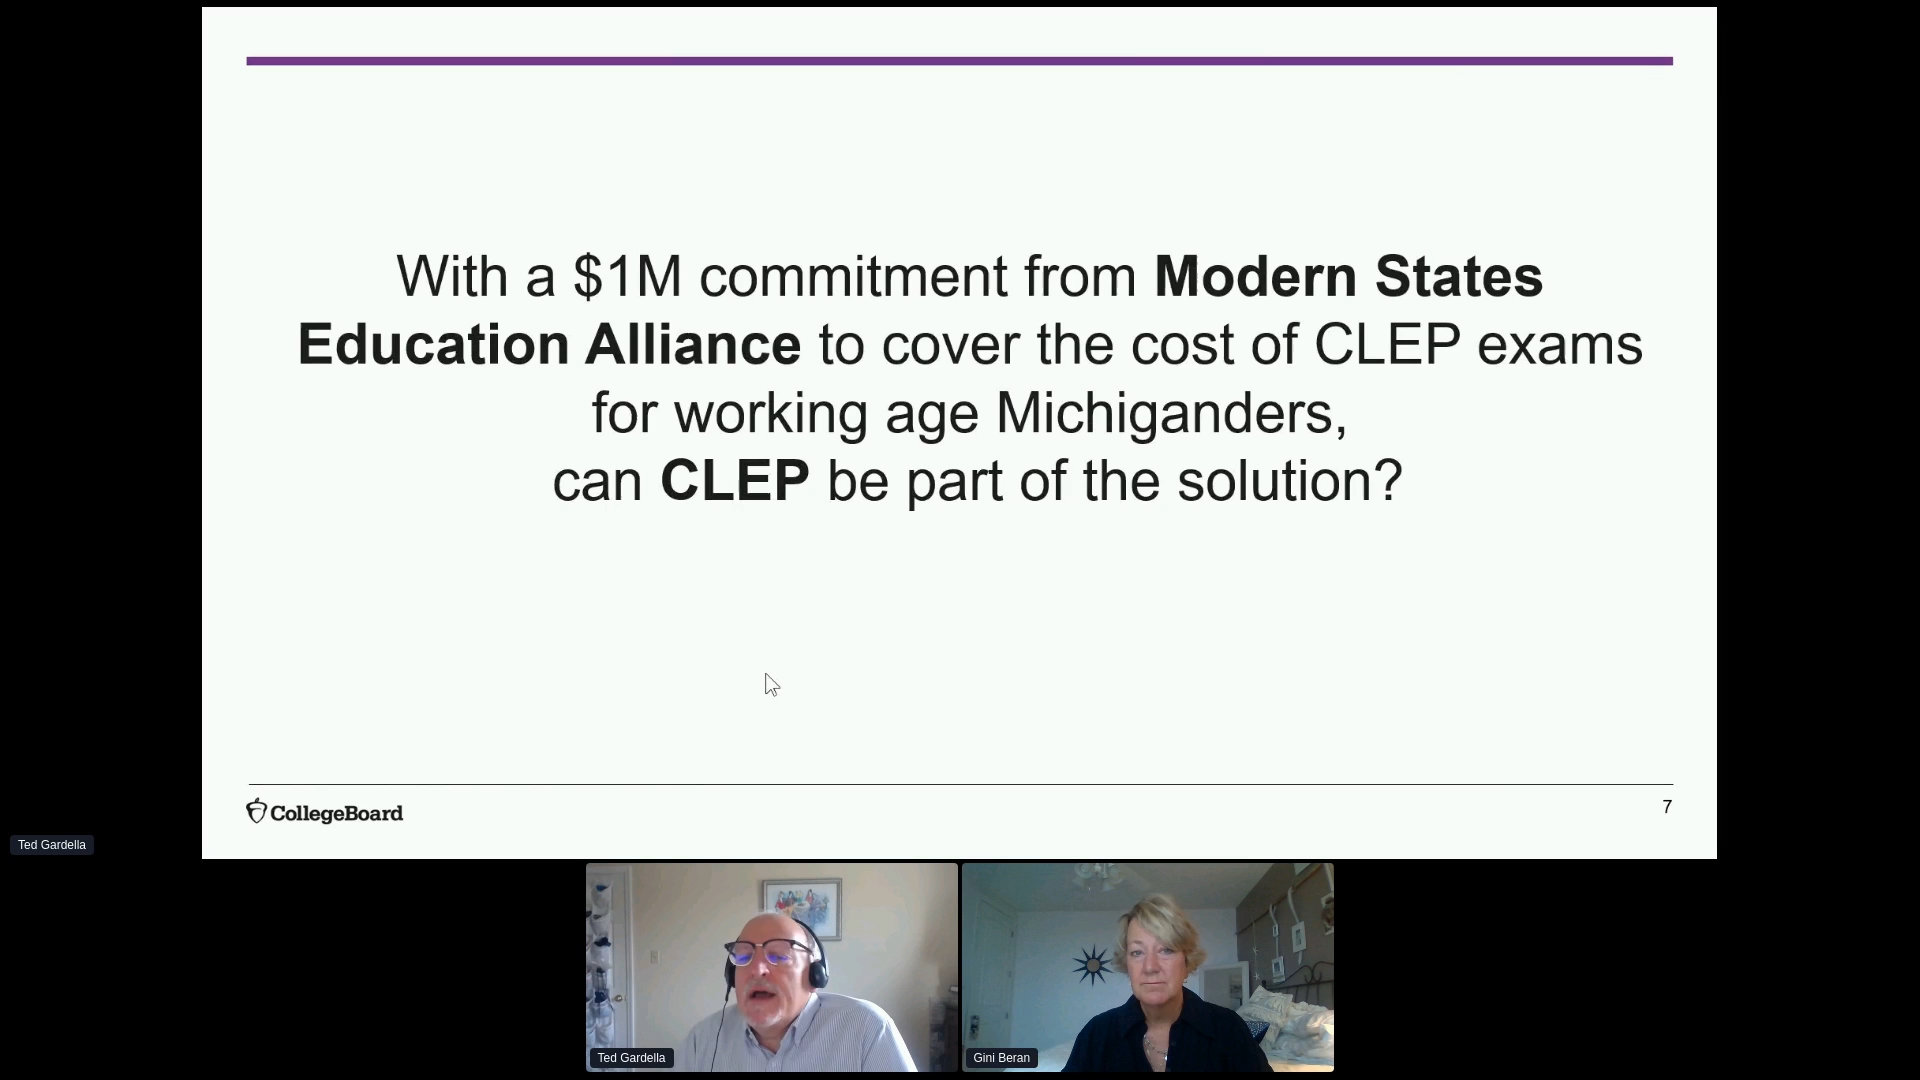 With a $1M commitment from Modern States
Education Alliance to cover the cost of CLEP exams
for working age Michiganders,
can CLEP be part of the solution?
CollegeBoard
7
Ted Gardella
Ted Gardella
Gini Beran